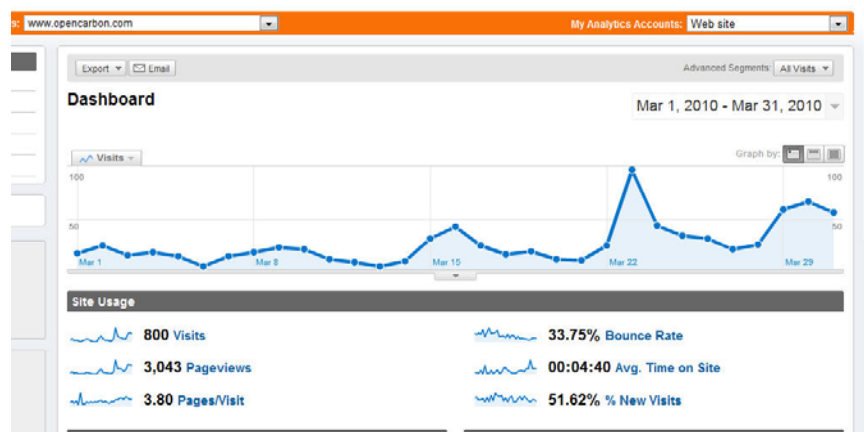 s: www.opencarbon.com My Analytics Accounts: Web site
Export Email Advanced Segments: All Visits
Dashboard
Mar 1, 2010 - Mar 31, 2010
Visits Graph by:
100 100
50 50
Mar 1 Mar 8 Mar 15 Mar 22 Mar 29
Site Usage
800 Visits 33.75% Bounce Rate
3,043 Pageviews 00:04:40 Avg. Time on Site
3.80 Pages/Visit 51.62% % New Visits